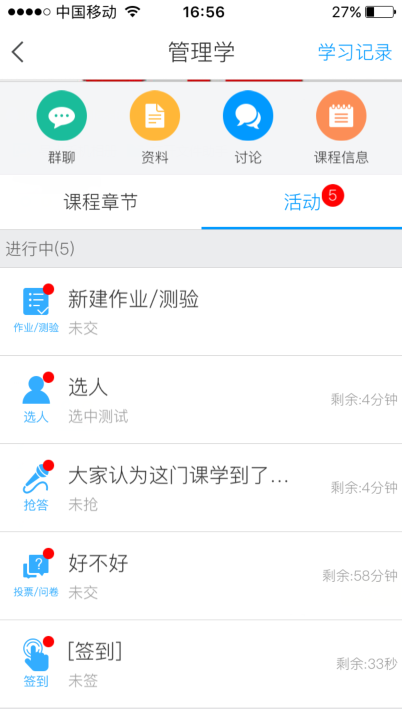 中国移动 16:56 27%
管理学 学习记录
群聊 资料 讨论 课程信息
课程章节 活动 5
进行中(5)
新建作业/测验
作业/测验 未交
选人
剩余:4分钟
选人 选中测试
大家认为这门课学到了...
剩余:4分钟
抢答 未抢
好不好
剩余:58分钟
投票/问卷 未交
[签到]
剩余:33秒
签到 未签